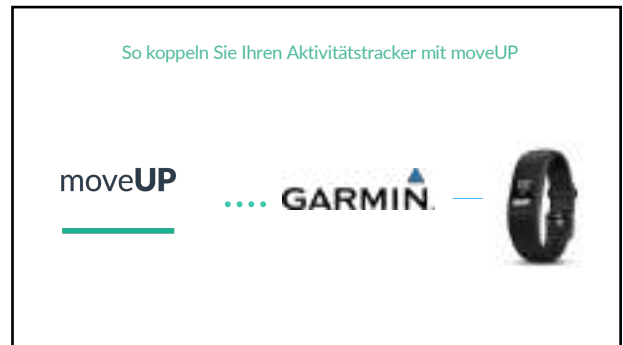 So koppeln Sie Ihren Aktivitätstracker mit moveUP
moveUP
GARMIN.